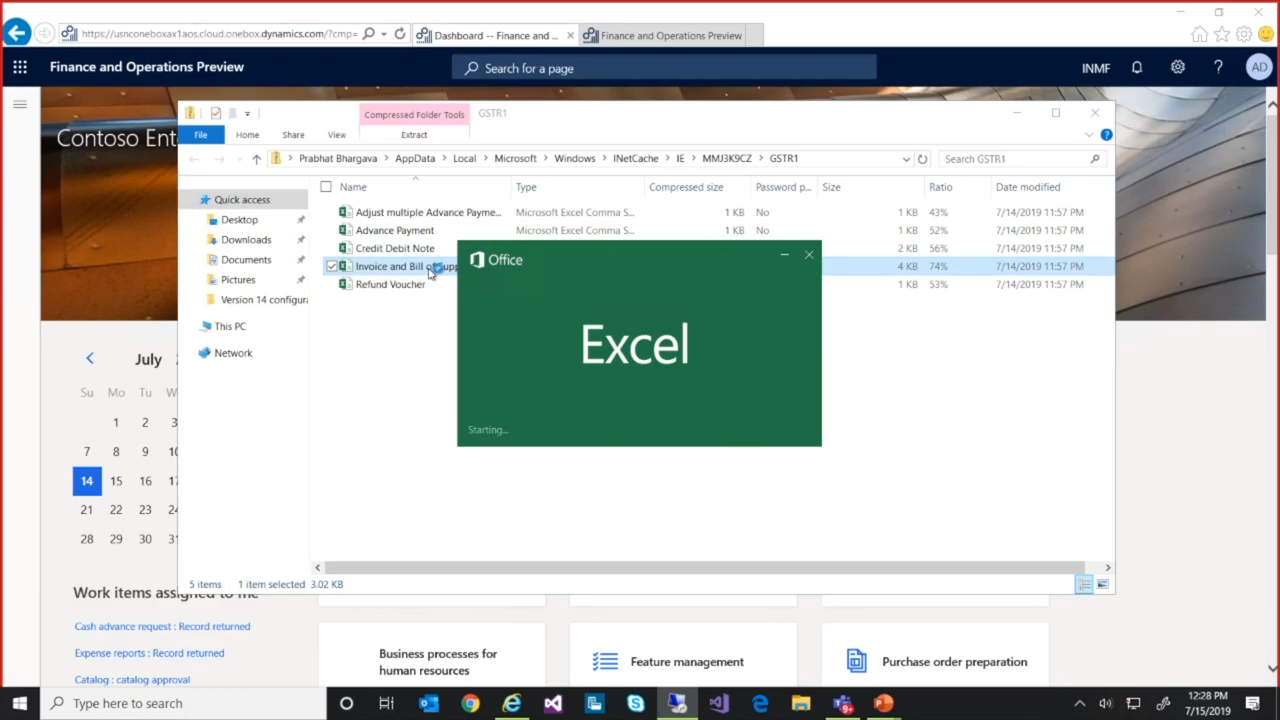 https://usnconeboxax1aos.cloud.onebox.dynamics.com/?cmp=
Dashboard -- Finance and ...
Finance and Operations Preview
Finance and Operations Preview
Search for a page
INMF
?
AD
Contoso Ent
Compressed Folder Tools
GSTR1
File
Home
Share
View
Extract
Prabhat Bhargava
AppData
Local
Microsoft
Windows
INetCache
IE
MMJ3K9CZ
GSTR1
Search GSTR1
Name
Type
Compressed size
Password p...
Size
Ratio
Date modified
Quick access
Desktop
Downloads
Documents
Pictures
Version 14 configura
This PC
Network
Adjust multiple Advance Payme... Microsoft Excel Comma S... 1 KB No 1 KB 43% 7/14/2019 11:57 PM
Advance Payment Microsoft Excel Comma S... 1 KB No 1 KB 52% 7/14/2019 11:57 PM
Credit Debit Note 2 KB 56% 7/14/2019 11:57 PM
Invoice and Bill of supp 4 KB 74% 7/14/2019 11:57 PM
Refund Voucher 1 KB 53% 7/14/2019 11:57 PM
Office
Excel
Starting...
5 items 1 item selected 3.02 KB
July
Su Mo Tu
1 2 3
7 8 9
14 15 16 17
21 22 23 24
28 29 30 31
Work items assigned to me
Cash advance request : Record returned
Expense reports : Record returned
Catalog : catalog approval
Business processes for
human resources
Feature management
Purchase order preparation
Type here to search
12:28 PM
7/15/2019